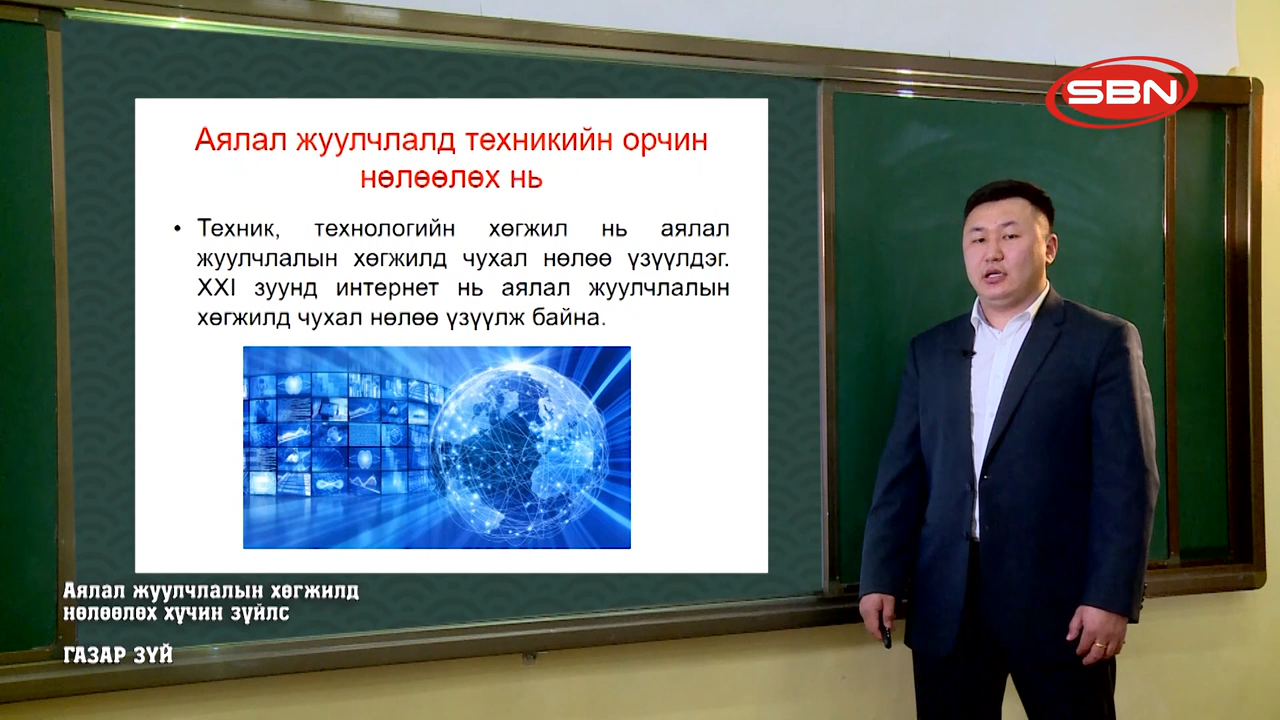 SBN
Аялал жуулчлалд техникийн орчин
нөлөөлөх нь
• Техник, технологийн хөгжил нь аялал
жуулчлалын хөгжилд чухал нөлөө үзүүлдэг.
XXI зуунд интернет нь аялал жуулчлалын
хөгжилд чухал нөлөө үзүүлж байна.
Аялал жуулчлалын хөгжилд
нөлөөлөх хүчин зүйлс
ГАЗАР ЗҮЙ